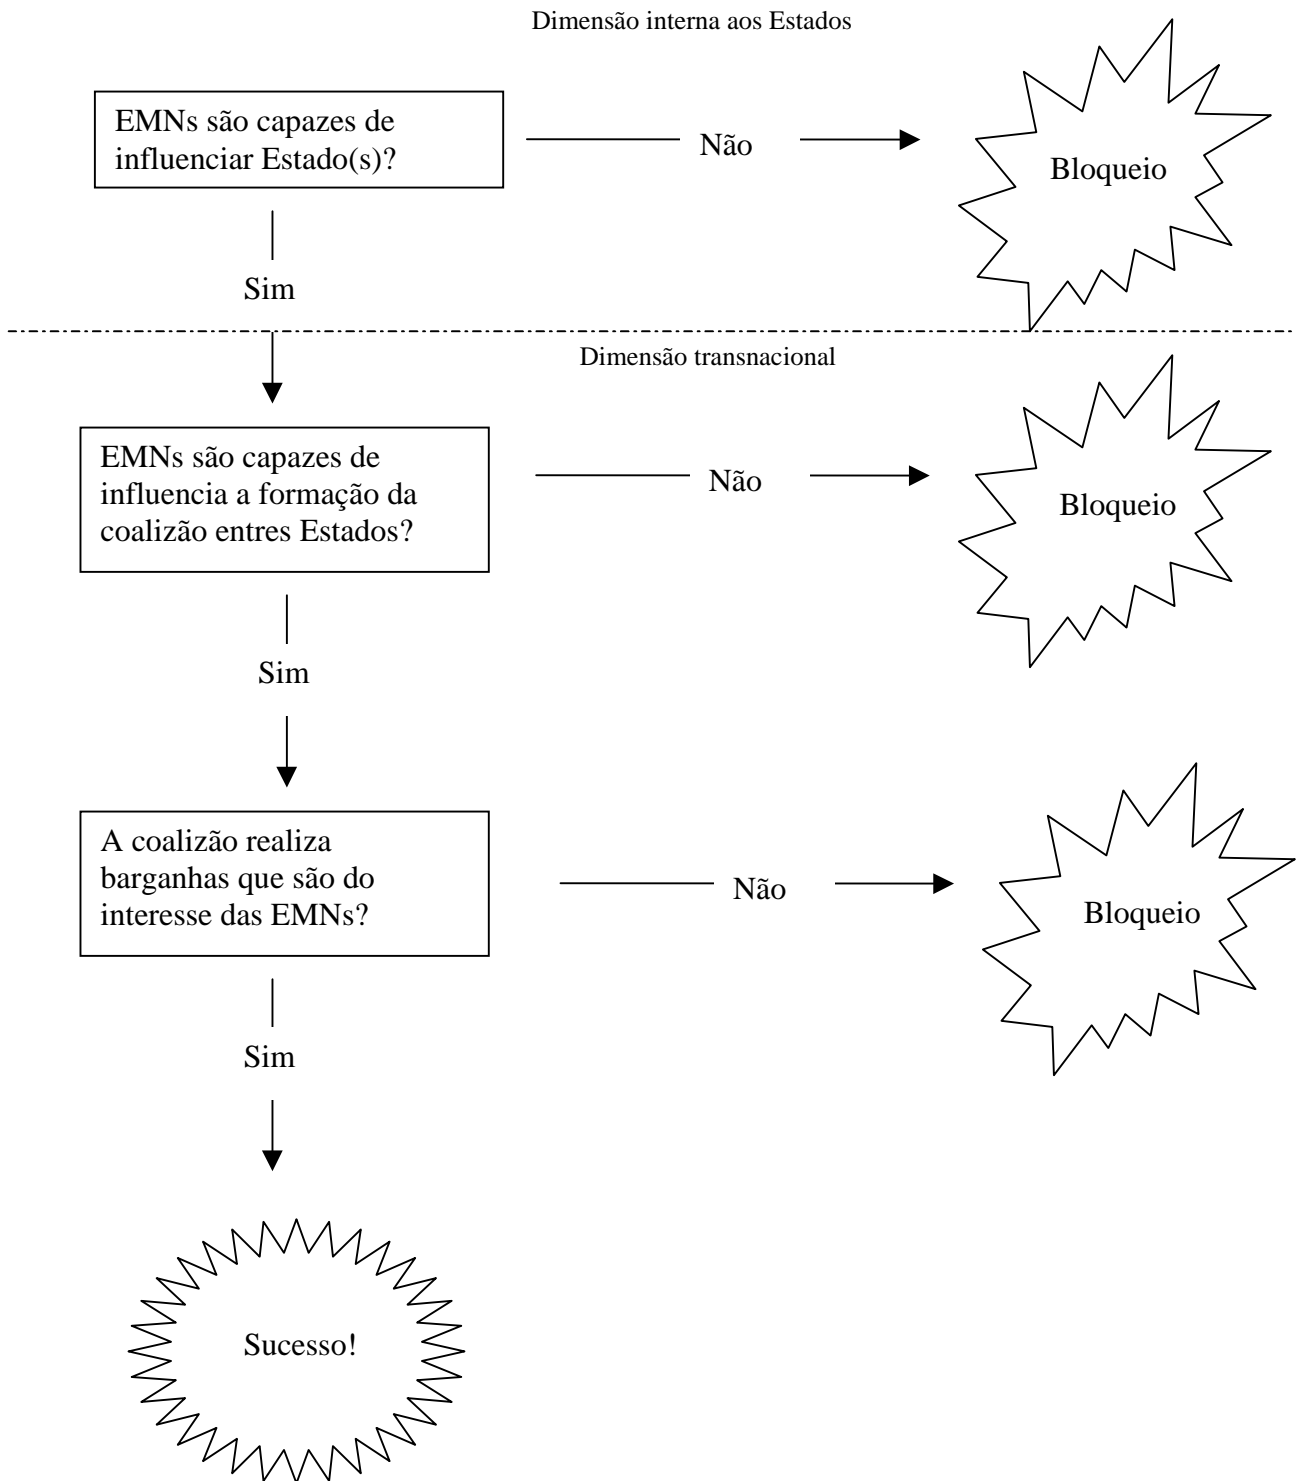 Dimensão interna aos Estados
EMNs são capazes de
influenciar Estado(s)?
Não
Bloqueio
Sim
Dimensão transnacional
EMNs são capazes de
influencia a formação da
coalizão entres Estados?
Não
Bloqueio
Sim
A coalizão realiza
barganhas que são do
interesse das EMNs?
Não
Bloqueio
Sim
Sucesso!